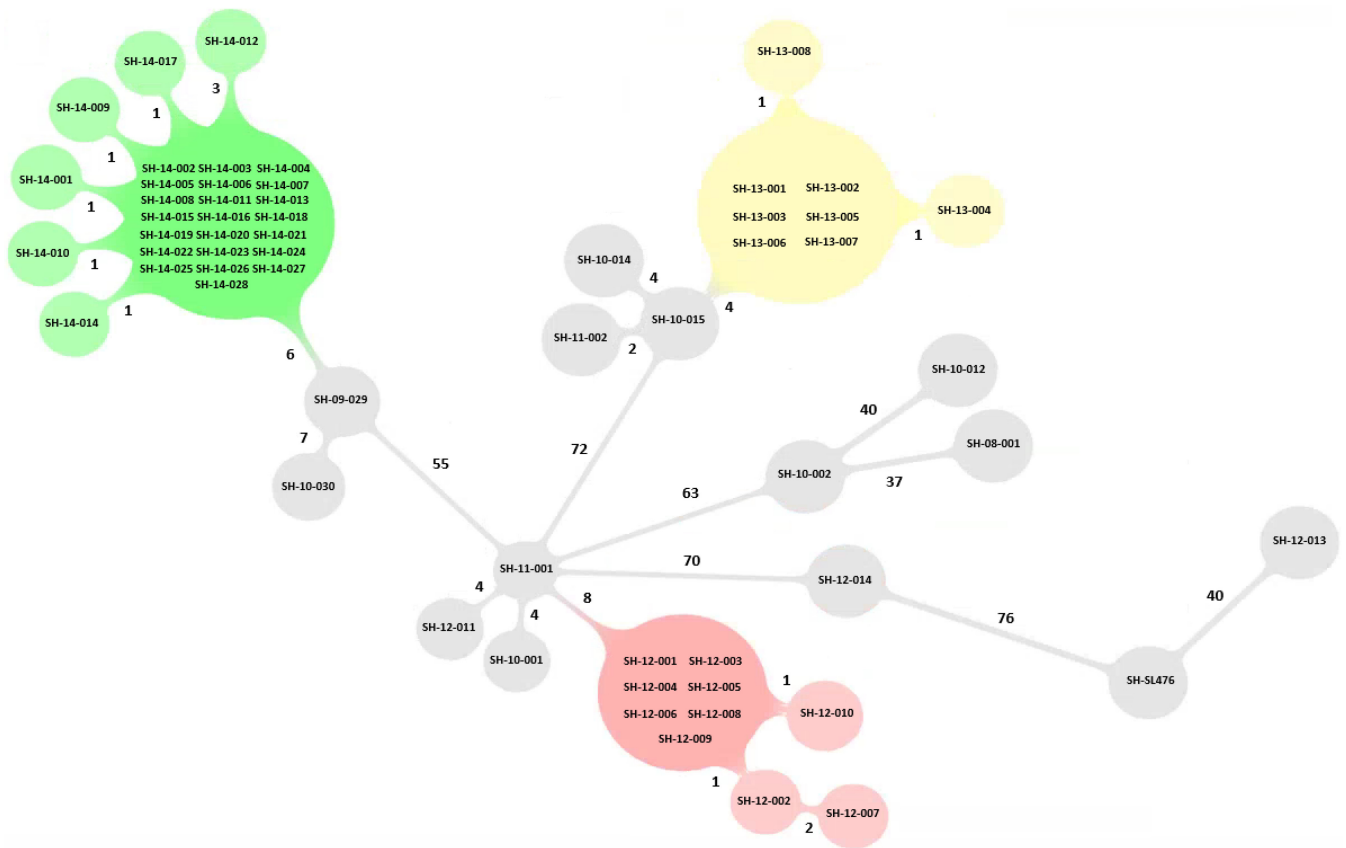 SH-14-012
SH-14-017
SH-14-009
SH-14-001
SH-14-010
SH-14-014
3
1
1
1
1
1
SH-14-002 SH-14-003 SH-14-004
SH-14-005 SH-14-006 SH-14-007
SH-14-008 SH-14-011 SH-14-013
SH-14-015 SH-14-016 SH-14-018
SH-14-019 SH-14-020 SH-14-021
SH-14-022 SH-14-023 SH-14-024
SH-14-025 SH-14-026 SH-14-027
SH-14-028
6
SH-09-029
7
SH-10-030
55
SH-13-008
1
SH-13-001 SH-13-002
SH-13-003 SH-13-005
SH-13-006 SH-13-007
SH-13-004
1
4
SH-10-014
4
SH-10-015
SH-11-002
2
72
SH-10-012
40
SH-08-001
37
SH-10-002
63
SH-11-001
70
SH-12-014
76
SH-12-013
40
SH-SL476
4
SH-12-011
4
SH-10-001
8
SH-12-001 SH-12-003
SH-12-004 SH-12-005
SH-12-006 SH-12-008
SH-12-009
1
SH-12-010
1
SH-12-002
2
SH-12-007